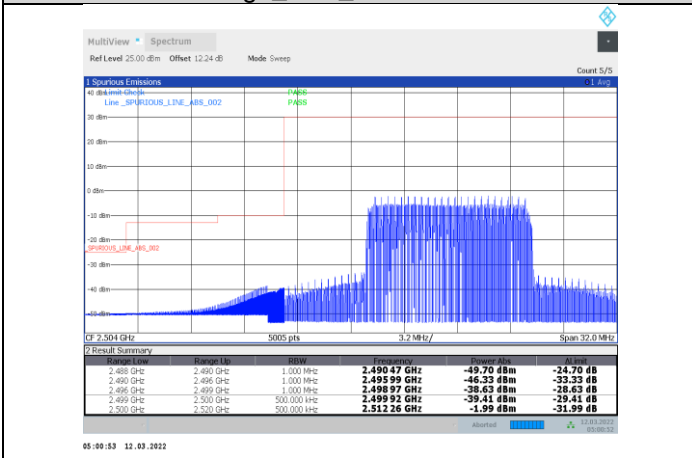 MultiView Spectrum
Ref Level 25.00 dBm Offset 12.24 dB Mode Sweep
Count 5/5
1 Spurious Emissions 1 Avg
40 dBm Limit Check PASS
Line _SPURIOUS_LINE_ABS_002 PASS
30 dBm
20 dBm
10 dBm
0 dBm
-10 dBm
-20 dBm
_SPURIOUS_LINE_ABS_002
-30 dBm
-40 dBm
-50 dBm
CF 2.504 GHz 5005 pts 3.2 MHz/ Span 32.0 MHz
2 Result Summary
Range Low Range Up RBW Frequency Power Abs ΔLimit
2.488 GHz 2.490 GHz 1.000 MHz 2.490 47 GHz -49.70 dBm -24.70 dB
2.490 GHz 2.496 GHz 1.000 MHz 2.495 99 GHz -46.33 dBm -33.33 dB
2.496 GHz 2.499 GHz 1.000 MHz 2.498 97 GHz -38.63 dBm -28.63 dB
2.499 GHz 2.500 GHz 500.000 kHz 2.499 92 GHz -39.41 dBm -29.41 dB
2.500 GHz 2.520 GHz 500.000 kHz 2.512 26 GHz -1.99 dBm -31.99 dB
Aborted 12.03.2022
05:00:52
05:00:53 12.03.2022